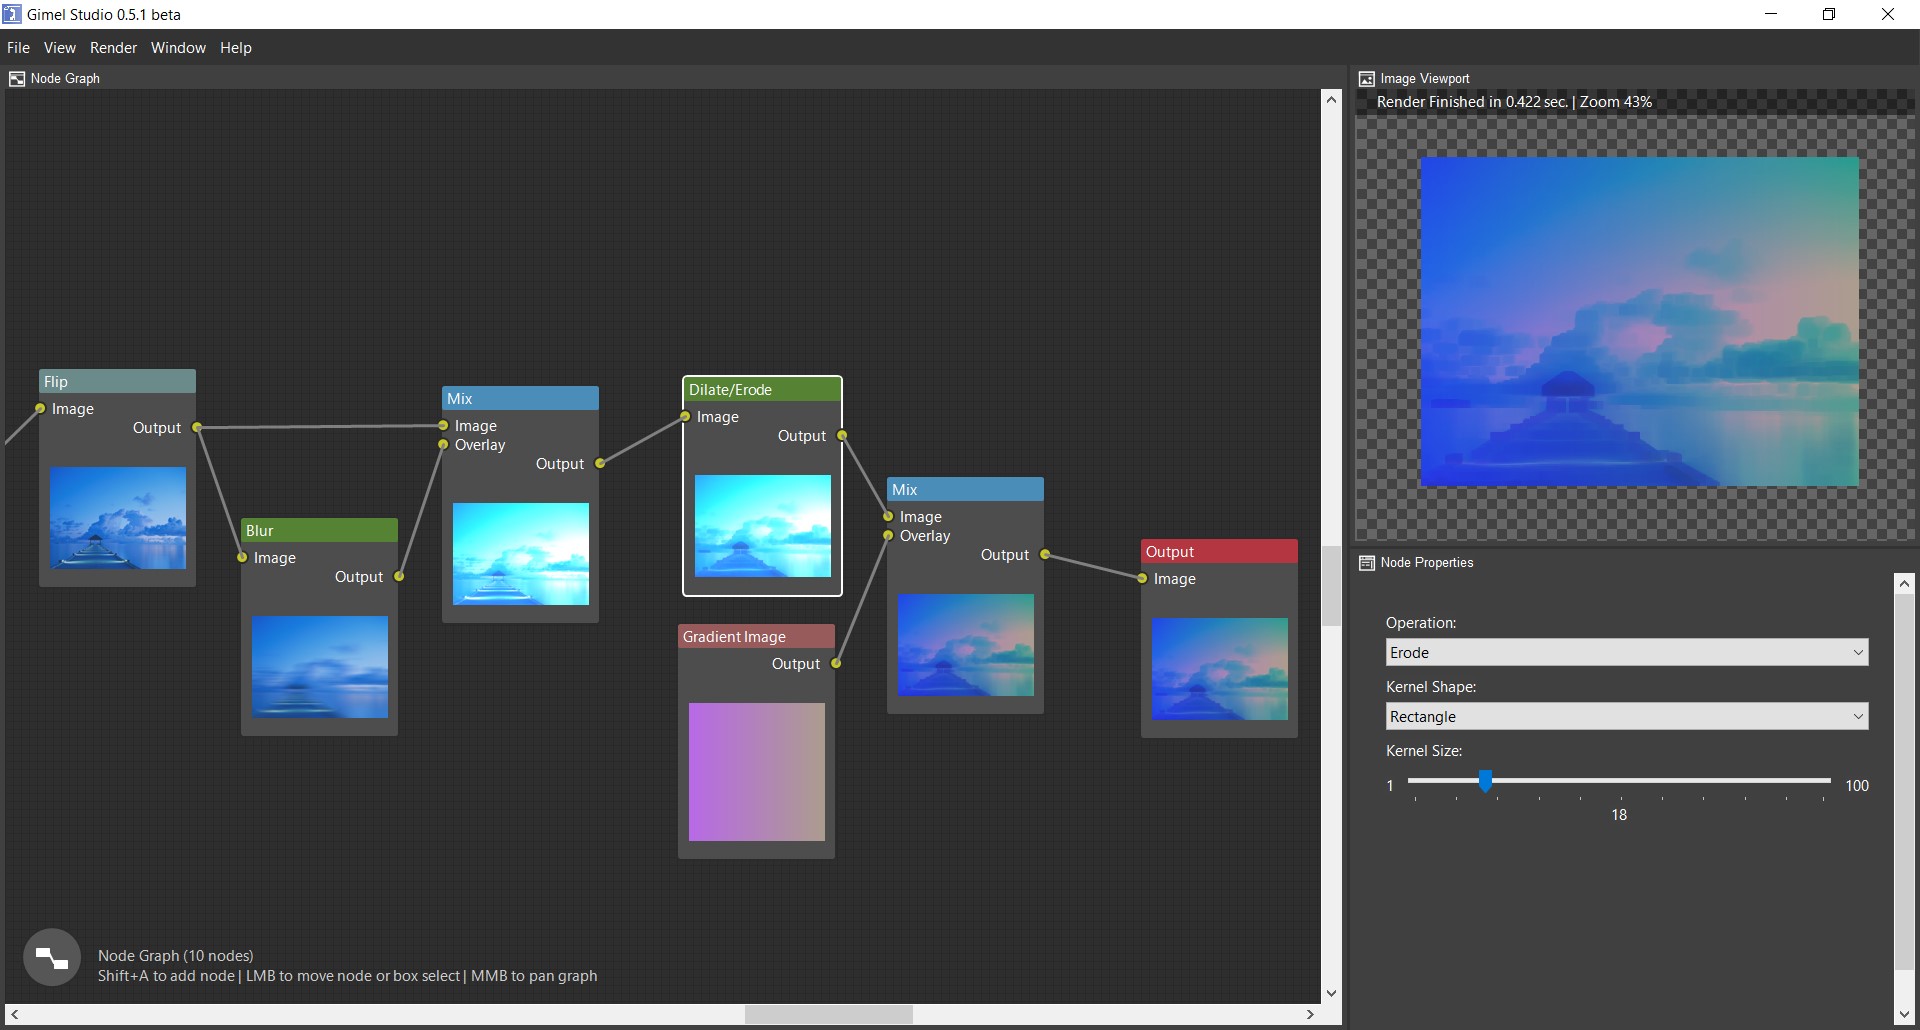 Gimel Studio 0.5.1 beta
File View Render Window Help
Node Graph
Flip
Image
Output
Blur
Image
Output
Mix
Image
Overlay
Output
Dilate/Erode
Image
Output
Gradient Image
Output
Mix
Image
Overlay
Output
Output
Image
Node Graph (10 nodes)
Shift+A to add node | LMB to move node or box select | MMB to pan graph
Image Viewport
Render Finished in 0.422 sec. | Zoom 43%
Node Properties
Operation:
Erode
Kernel Shape:
Rectangle
Kernel Size:
1 100
18